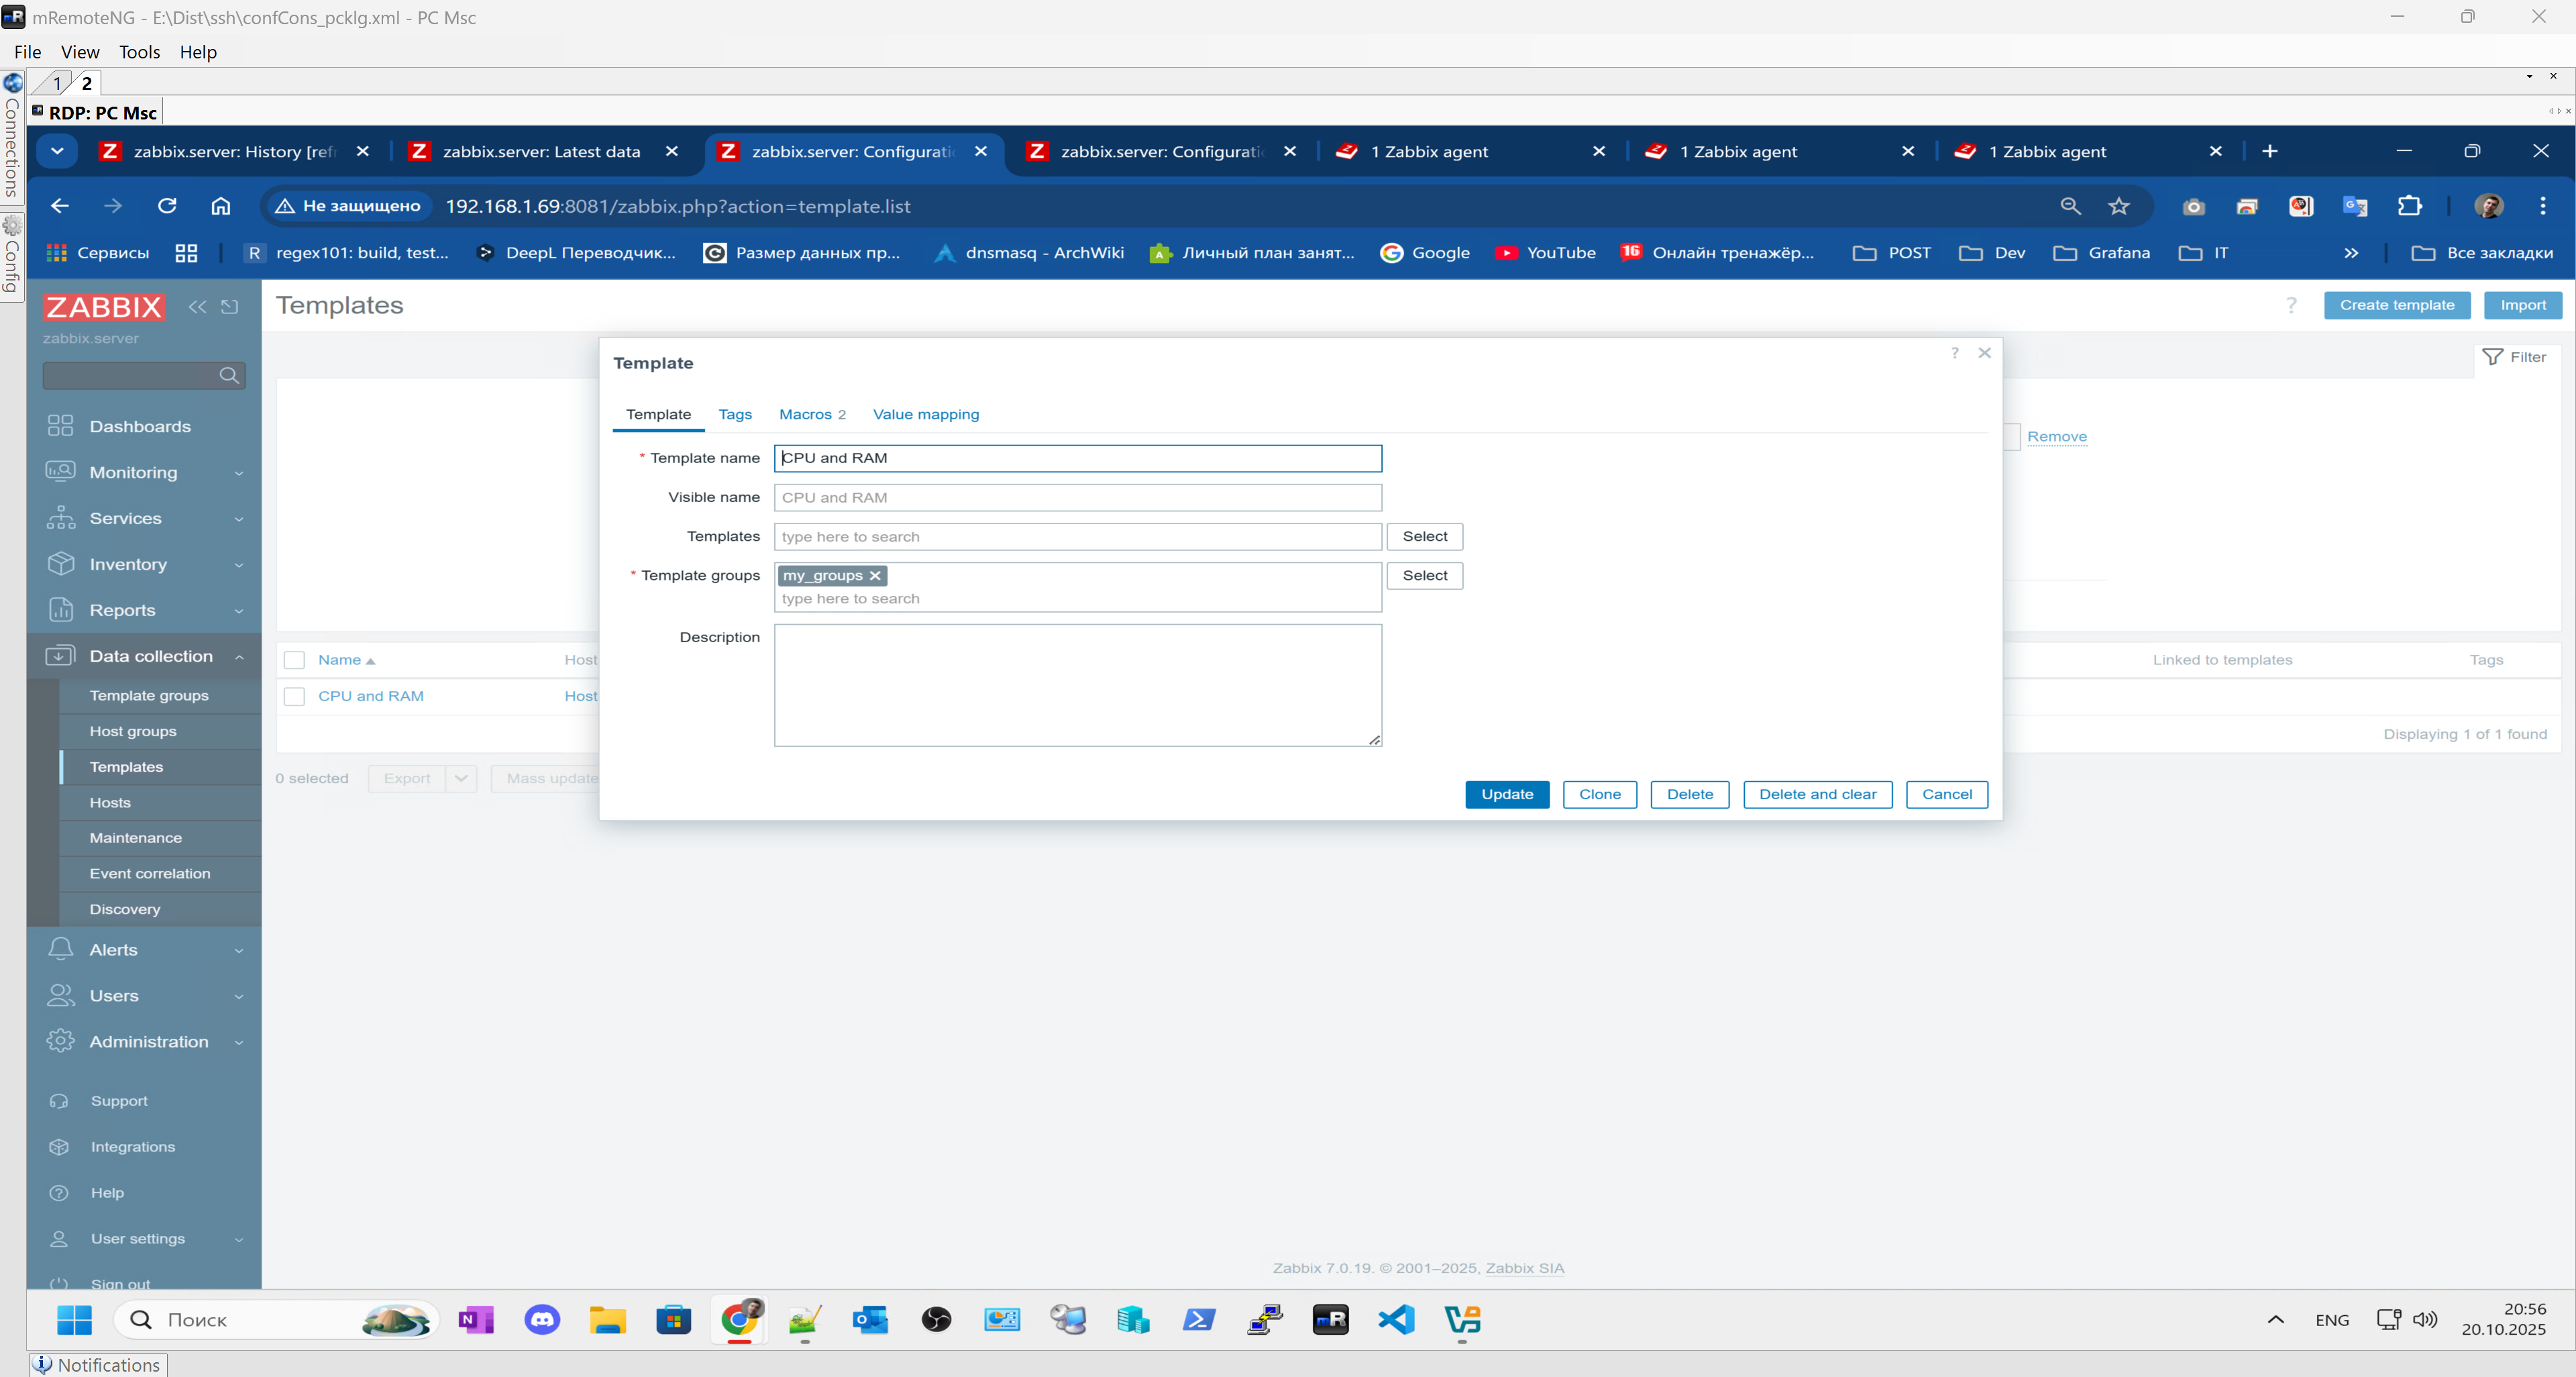 mRemoteNG - E:\Dist\ssh\confCons_pcklg.xml - PC Msc
File View Tools Help
Connections
Config
1 2
RDP: PC Msc
zabbix.server: History [ref
zabbix.server: Latest data
zabbix.server: Configurati
zabbix.server: Configurati
1 Zabbix agent
1 Zabbix agent
1 Zabbix agent
Не защищено 192.168.1.69:8081/zabbix.php?action=template.list
Сервисы
regex101: build, test...
DeepL Переводчик...
Размер данных пр...
dnsmasq - ArchWiki
Личный план занят...
Google
YouTube
Онлайн тренажёр...
POST
Dev
Grafana
IT
Все закладки
ZABBIX
zabbix.server
Dashboards
Monitoring
Services
Inventory
Reports
Data collection
Template groups
Host groups
Templates
Hosts
Maintenance
Event correlation
Discovery
Alerts
Users
Administration
Support
Integrations
Help
User settings
Sign out
Templates
? Create template Import
Filter
Remove
Template
?
Template Tags Macros 2 Value mapping
* Template name CPU and RAM
Visible name CPU and RAM
Templates type here to search Select
* Template groups my_groups Select
type here to search
Description
Update Clone Delete Delete and clear Cancel
Name Host Linked to templates Tags
CPU and RAM Host
Displaying 1 of 1 found
0 selected Export Mass update
Zabbix 7.0.19. © 2001–2025, Zabbix SIA
Поиск
ENG
20:56
20.10.2025
Notifications